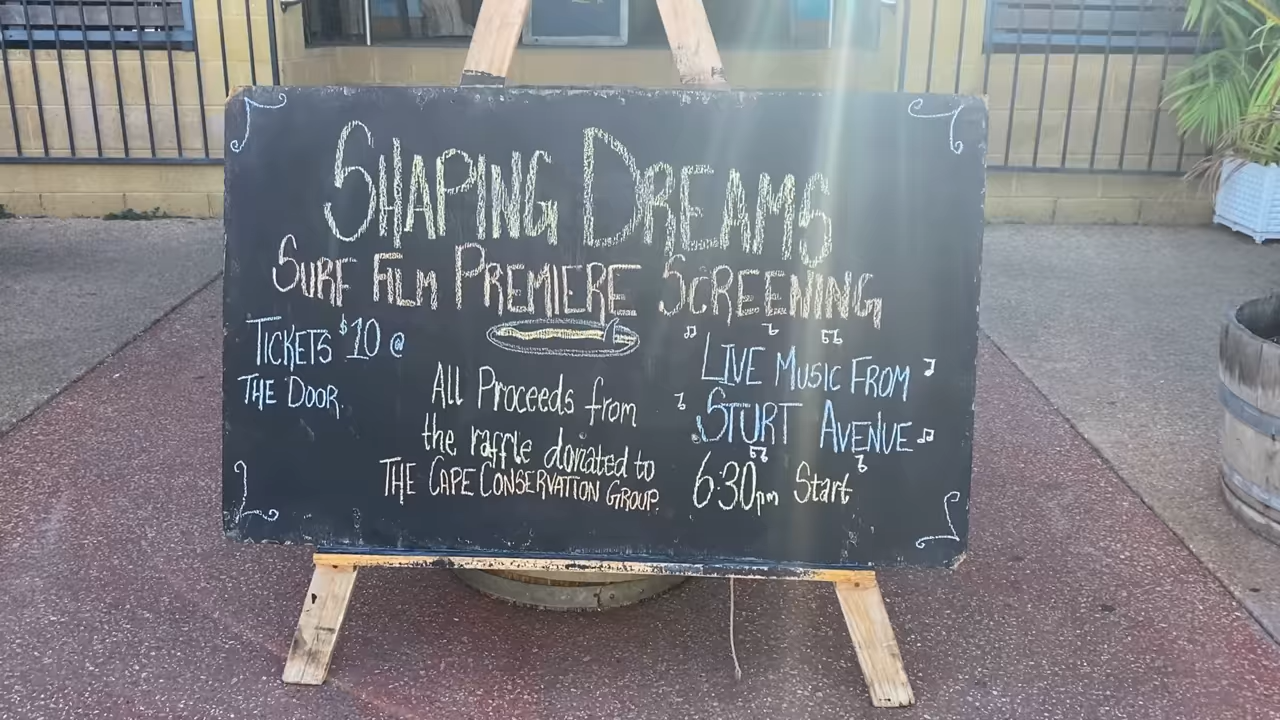 SHAPING DREAMS
SURF FILM PREMIERE SCREENING
TICKETS $10 @
THE DOOR
All Proceeds from
the raffle donated to
THE CAPE CONSERVATION GROUP.
LIVE MUSIC FROM
STURT AVENUE
6:30pm Start